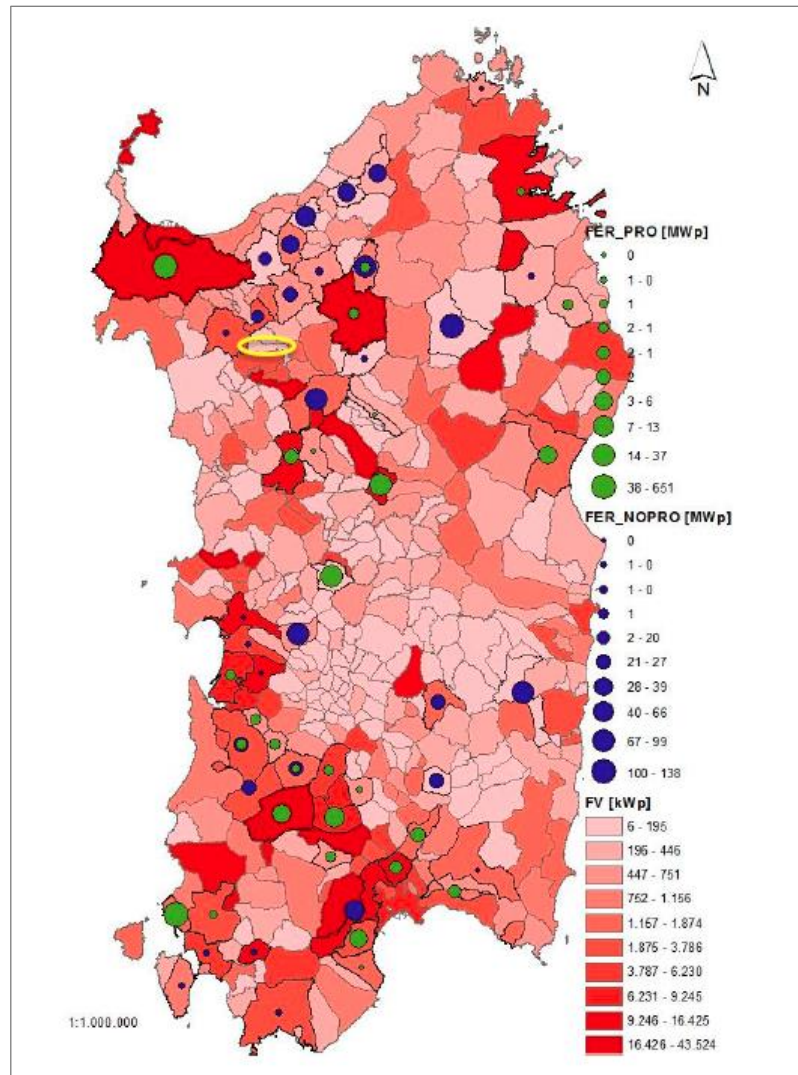 N
FER_PRO [MWp]
0
1 - 0
1
2 - 1
2 - 1
2
3 - 6
7 - 13
14 - 37
38 - 651
FER_NOPRO [MWp]
0
1 - 0
1 - 0
1
2 - 20
21 - 27
28 - 39
40 - 66
67 - 99
100 - 138
FV [kWp]
6 - 195
196 - 446
447 - 751
752 - 1.156
1.157 - 1.874
1.875 - 3.786
3.787 - 6.230
6.231 - 9.245
9.246 - 16.425
16.426 - 43.524
1:1.000.000